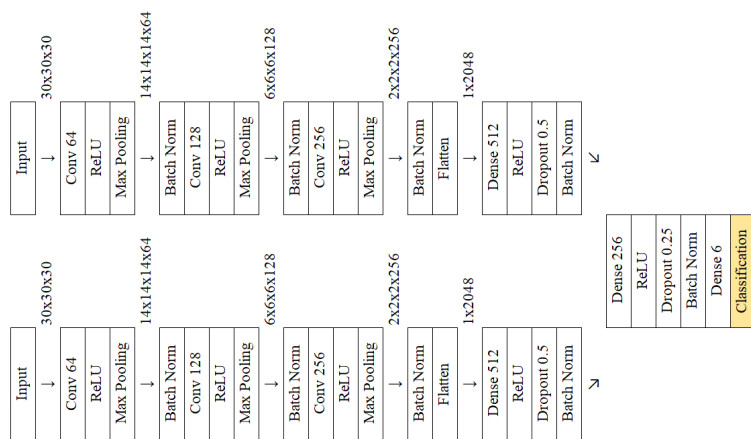 Input
30x30x30
Conv 64
ReLU
Max Pooling
14x14x14x64
Batch Norm
Conv 128
ReLU
Max Pooling
6x6x6x128
Batch Norm
Conv 256
ReLU
Max Pooling
2x2x2x256
Batch Norm
Flatten
1x2048
Dense 512
ReLU
Dropout 0.5
Batch Norm
Input
30x30x30
Conv 64
ReLU
Max Pooling
14x14x14x64
Batch Norm
Conv 128
ReLU
Max Pooling
6x6x6x128
Batch Norm
Conv 256
ReLU
Max Pooling
2x2x2x256
Batch Norm
Flatten
1x2048
Dense 512
ReLU
Dropout 0.5
Batch Norm
Dense 256
ReLU
Dropout 0.25
Batch Norm
Dense 6
Classification